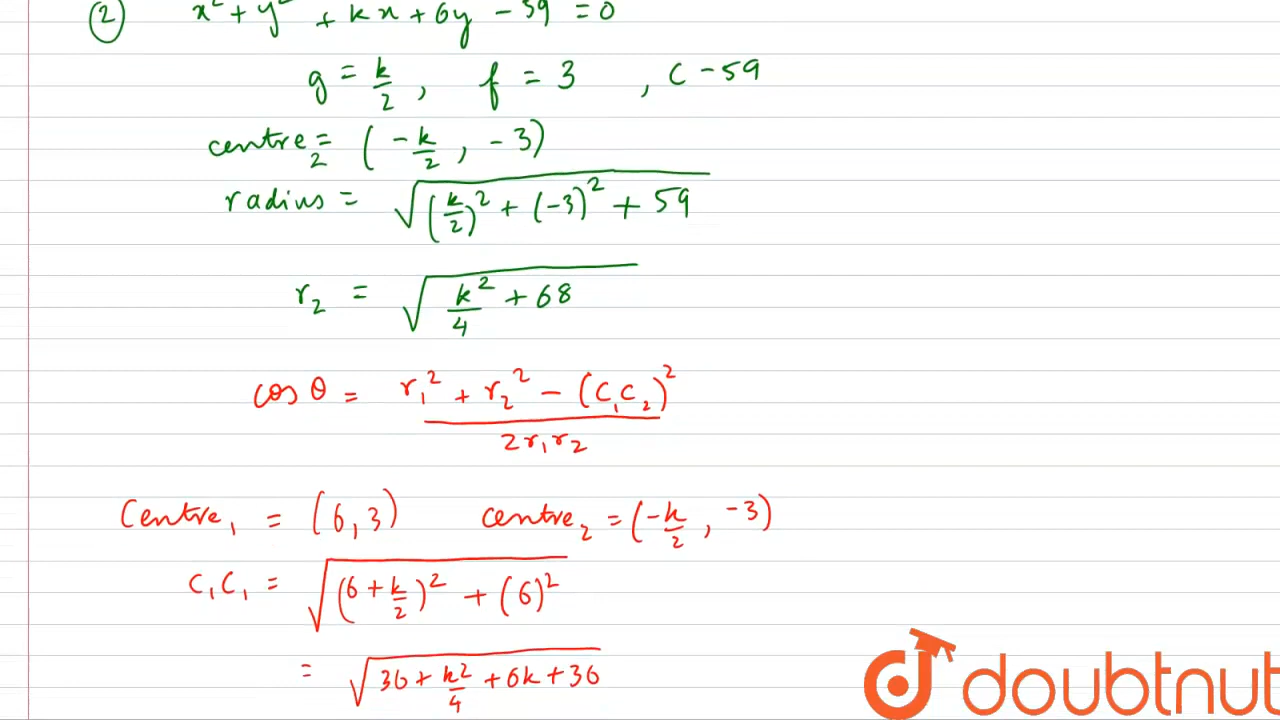 ② x² + y² + kx + 6y - 59 = 0
g = k/2, f = 3, C - 59
centre₂ = (-k/2, -3)
radius = √((k/2)² + (-3)² + 59)
r₂ = √(k²/4 + 68)
cos θ = (r₁² + r₂² - (C₁C₂)²)/(2r₁r₂)
Centre₁ = (6, 3) centre₂ = (-k/2, -3)
C₁C₁ = √((6 + k/2)² + (6)²)
= √(36 + k²/4 + 6k + 36)
doubtnut